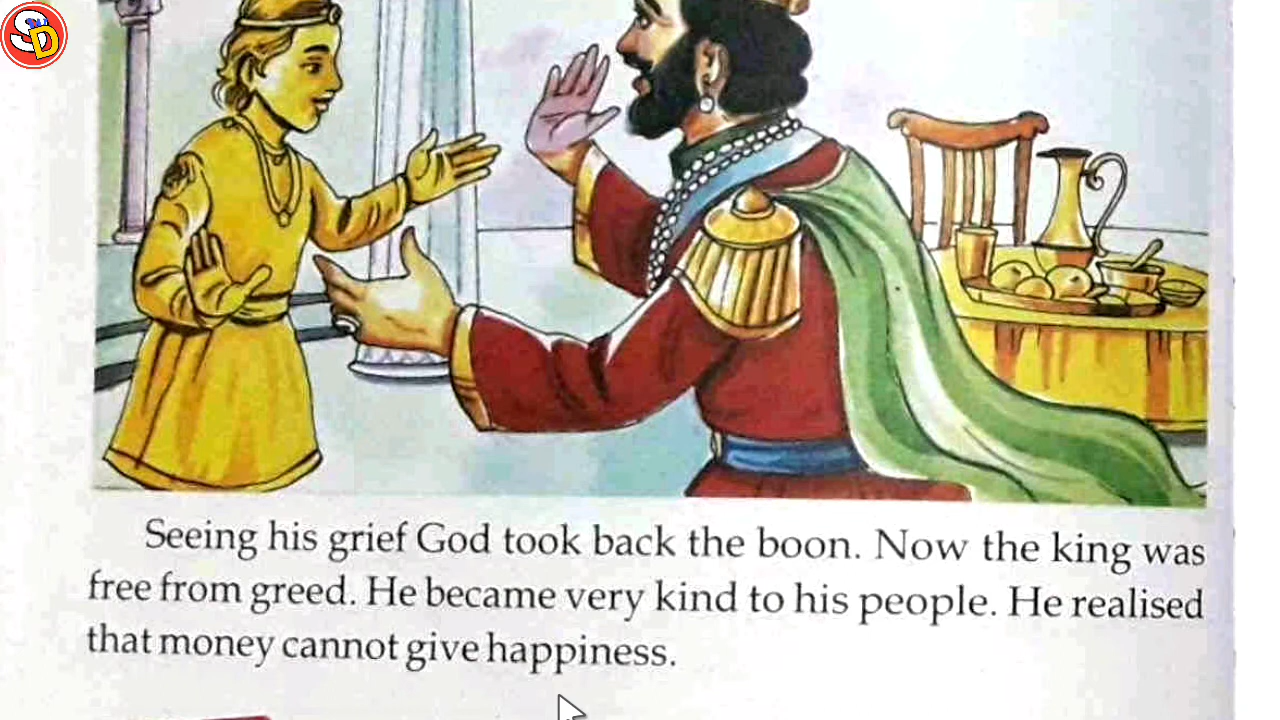 SD
Seeing his grief God took back the boon. Now the king was
free from greed. He became very kind to his people. He realised
that money cannot give happiness.